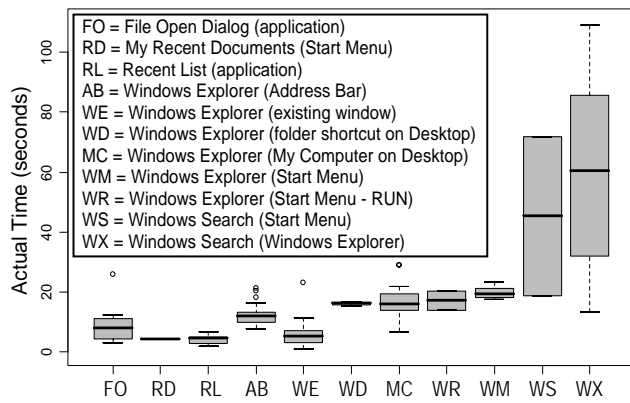 FO = File Open Dialog (application)
RD = My Recent Documents (Start Menu)
RL = Recent List (application)
AB = Windows Explorer (Address Bar)
WE = Windows Explorer (existing window)
WD = Windows Explorer (folder shortcut on Desktop)
MC = Windows Explorer (My Computer on Desktop)
WM = Windows Explorer (Start Menu)
WR = Windows Explorer (Start Menu - RUN)
WS = Windows Search (Start Menu)
WX = Windows Search (Windows Explorer)
Actual Time (seconds)
100
80
60
40
20
0
FO RD RL AB WE WD MC WR WM WS WX